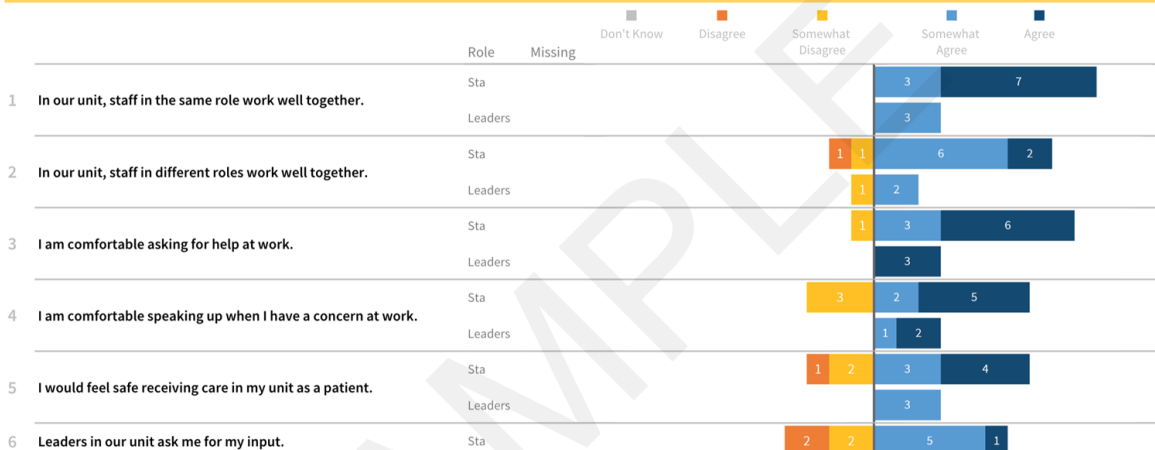 Don't Know Disagree Somewhat Disagree Somewhat Agree Agree
Role Missing
1 In our unit, staff in the same role work well together.
Sta 3 7
Leaders 3
2 In our unit, staff in different roles work well together.
Sta 1 1 6 2
Leaders 1 2
3 I am comfortable asking for help at work.
Sta 1 3 6
Leaders 3
4 I am comfortable speaking up when I have a concern at work.
Sta 3 2 5
Leaders 1 2
5 I would feel safe receiving care in my unit as a patient.
Sta 1 2 3 4
Leaders 3
6 Leaders in our unit ask me for my input.
Sta 2 2 5 1
AMPLE